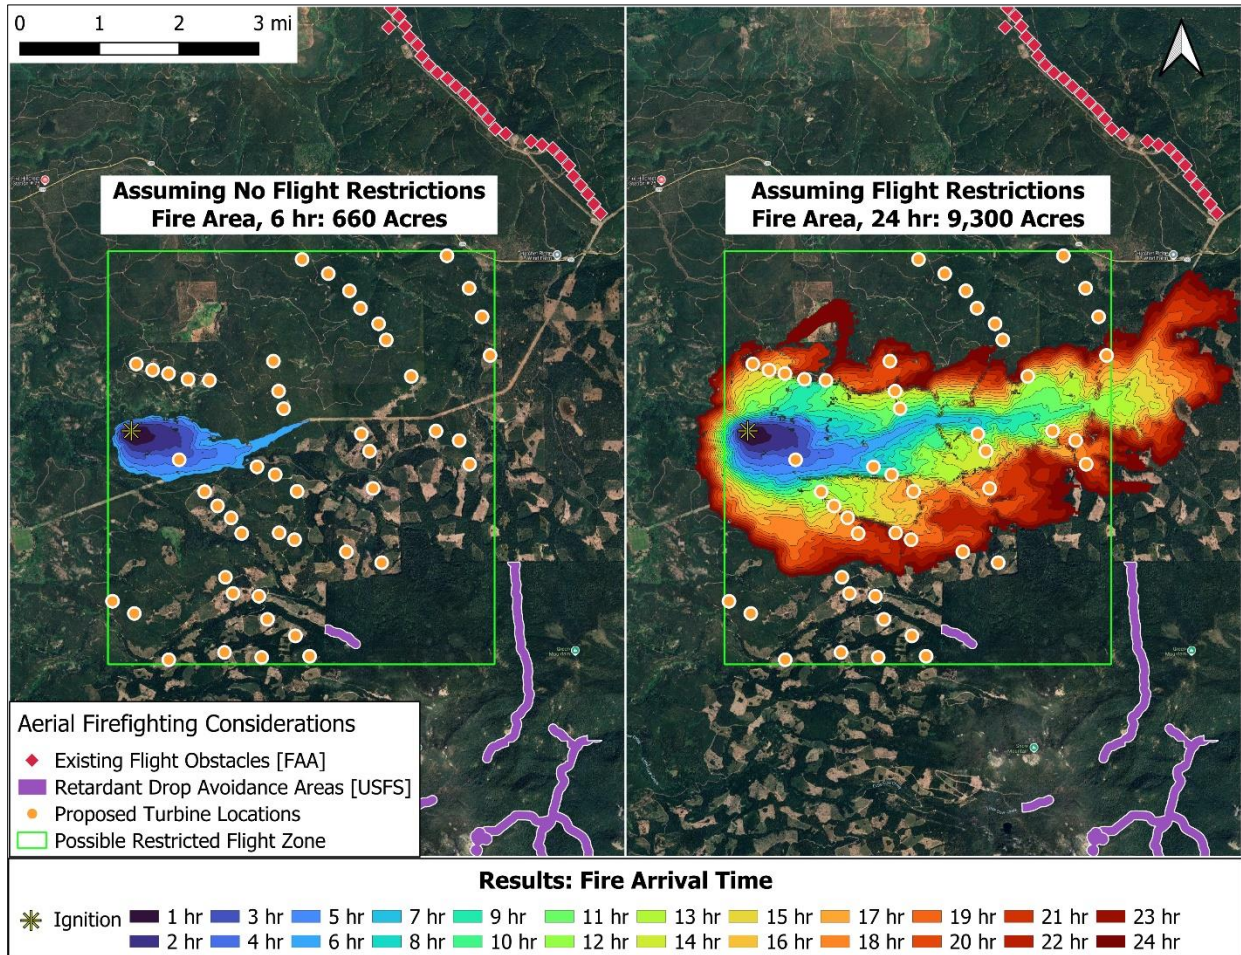 0 1 2 3 mi
Assuming No Flight Restrictions
Fire Area, 6 hr: 660 Acres
Assuming Flight Restrictions
Fire Area, 24 hr: 9,300 Acres
Green
Mountain
Green
Mountain
Aerial Firefighting Considerations
Existing Flight Obstacles [FAA]
Retardant Drop Avoidance Areas [USFS]
Proposed Turbine Locations
Possible Restricted Flight Zone
Results: Fire Arrival Time
Ignition 1 hr 3 hr 5 hr 7 hr 9 hr 11 hr 13 hr 15 hr 17 hr 19 hr 21 hr 23 hr
2 hr 4 hr 6 hr 8 hr 10 hr 12 hr 14 hr 16 hr 18 hr 20 hr 22 hr 24 hr